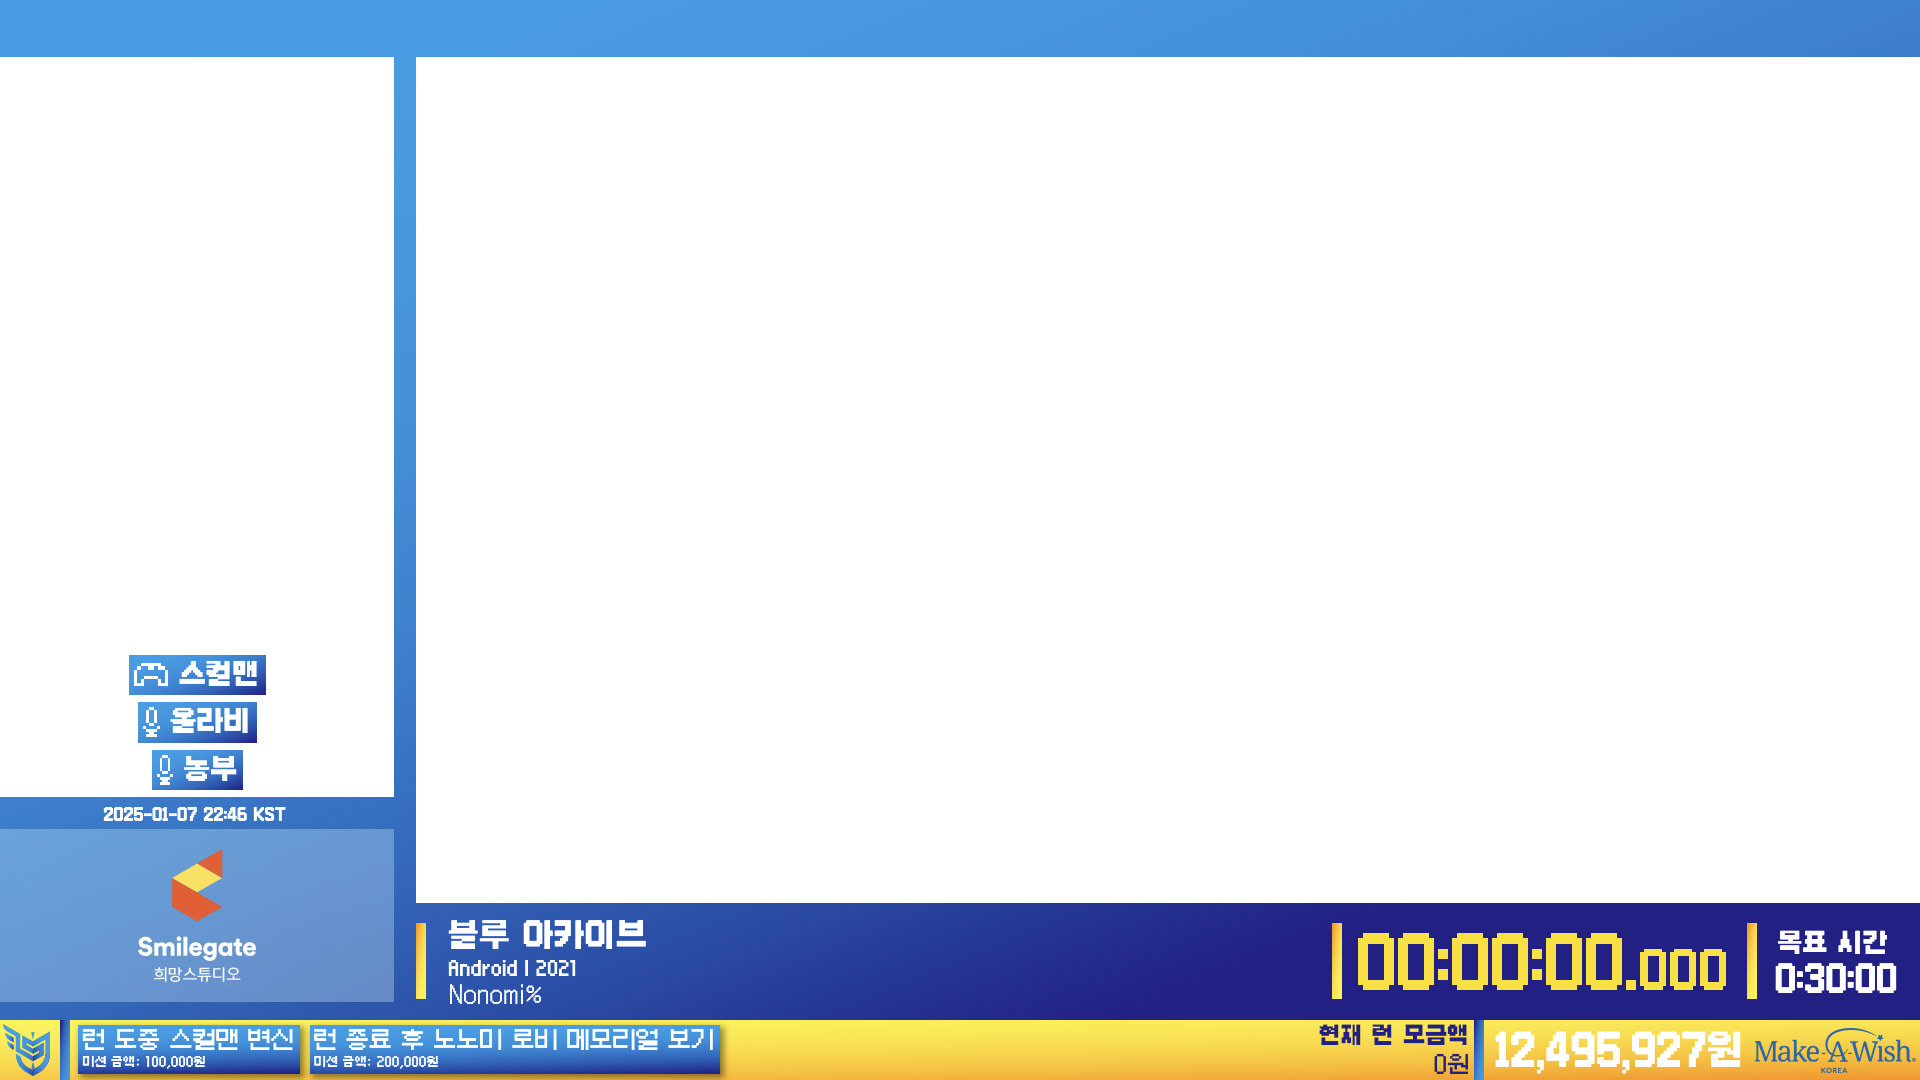 스컬맨
올라비
농부
2025-01-07 22:46 KST
Smilegate
희망스튜디오
블루 아카이브
Android | 2021
Nonomi%
00:00:00.000
목표 시간
0:30:00
런 도중 스컬맨 변신
미션 금액: 100,000원
런 종료 후 노노미 로비 메모리얼 보기
미션 금액: 200,000원
현재 런 모금액
0원
12,495,927원
Make-A-Wish®
KOREA